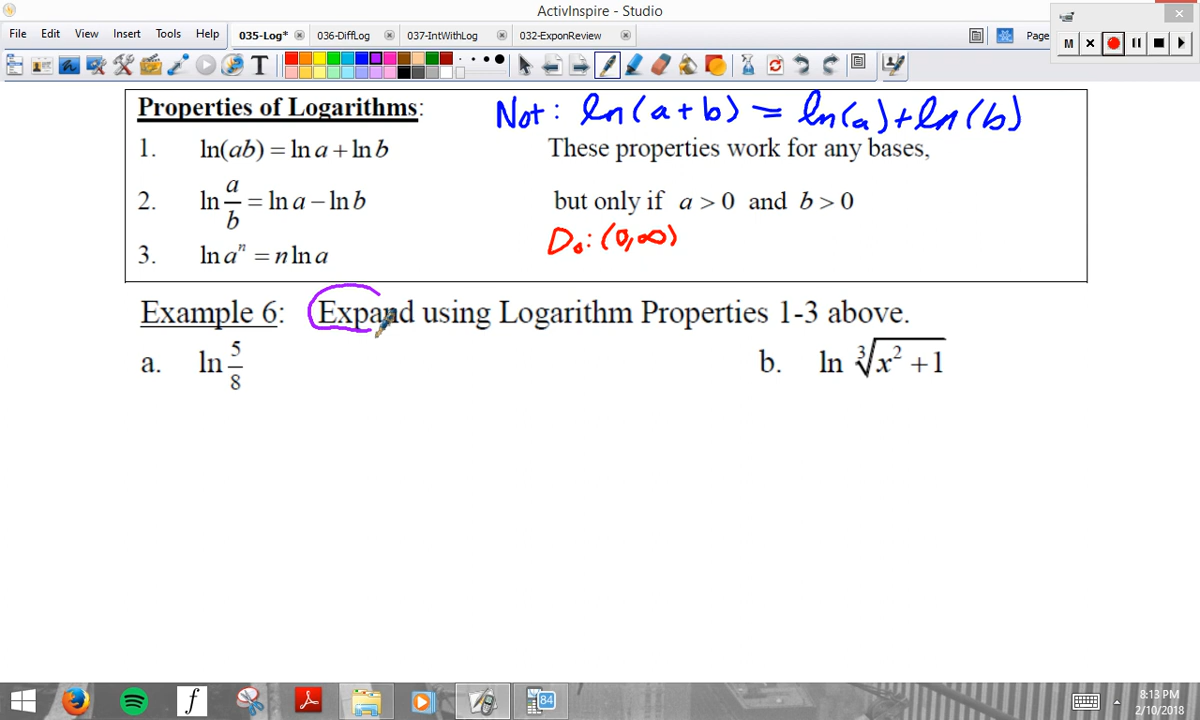 ActivInspire - Studio
File Edit View Insert Tools Help
035-Log* 036-DiffLog 037-IntWithLog 032-ExponReview
Page
M
T
Properties of Logarithms:
Not: ln(a+b) = ln(a)+ln(b)
1. ln(ab) = ln a + ln b
These properties work for any bases,
2. ln a/b = ln a − ln b
but only if a > 0 and b > 0
Do: (0,∞)
3. ln aⁿ = n ln a
Example 6: Expand using Logarithm Properties 1-3 above.
a. ln 5/8
b. ln ∛(x² + 1)
f
84
8:13 PM
2/10/2018